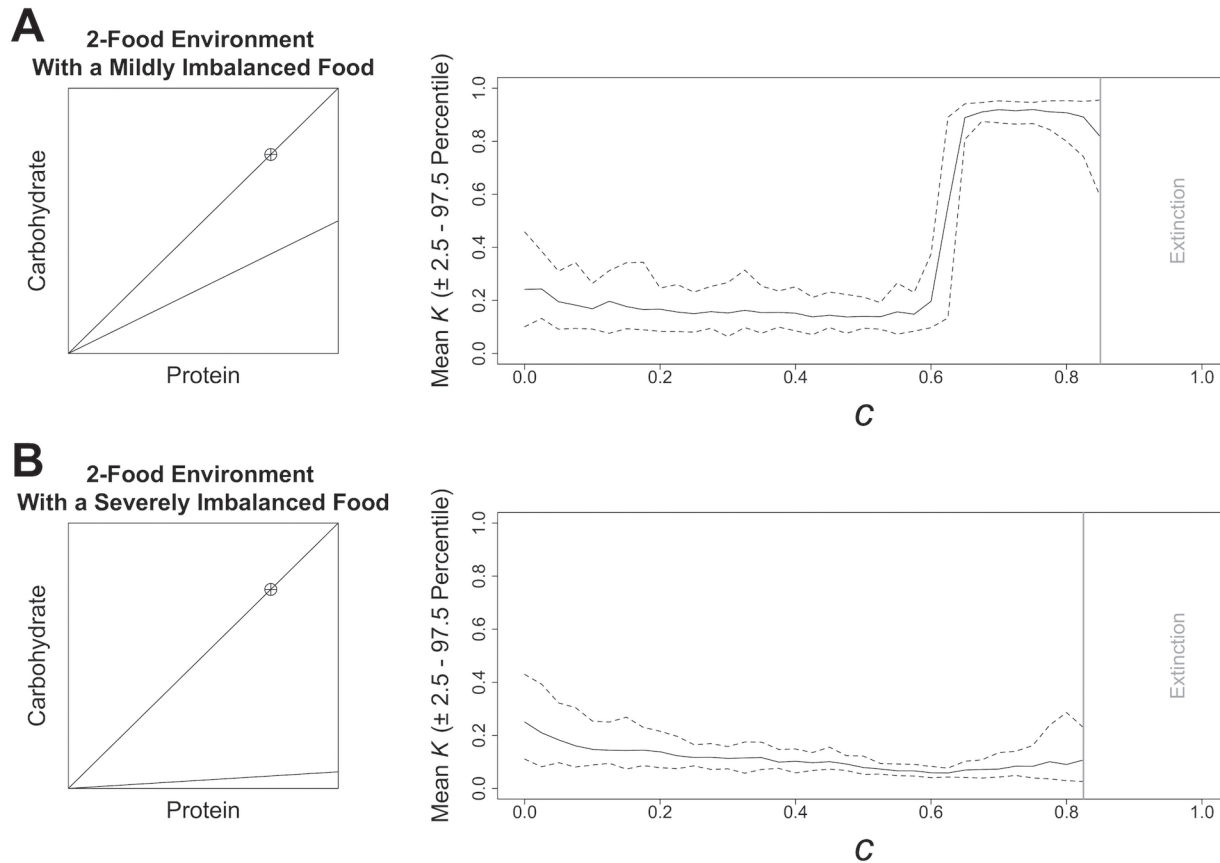 A
2-Food Environment
With a Mildly Imbalanced Food
Carbohydrate
Protein
Mean K (± 2.5 - 97.5 Percentile)
0.0 0.2 0.4 0.6 0.8 1.0
Extinction
0.0 0.2 0.4 0.6 0.8 1.0
C
B
2-Food Environment
With a Severely Imbalanced Food
Carbohydrate
Protein
Mean K (± 2.5 - 97.5 Percentile)
0.0 0.2 0.4 0.6 0.8 1.0
Extinction
0.0 0.2 0.4 0.6 0.8 1.0
C